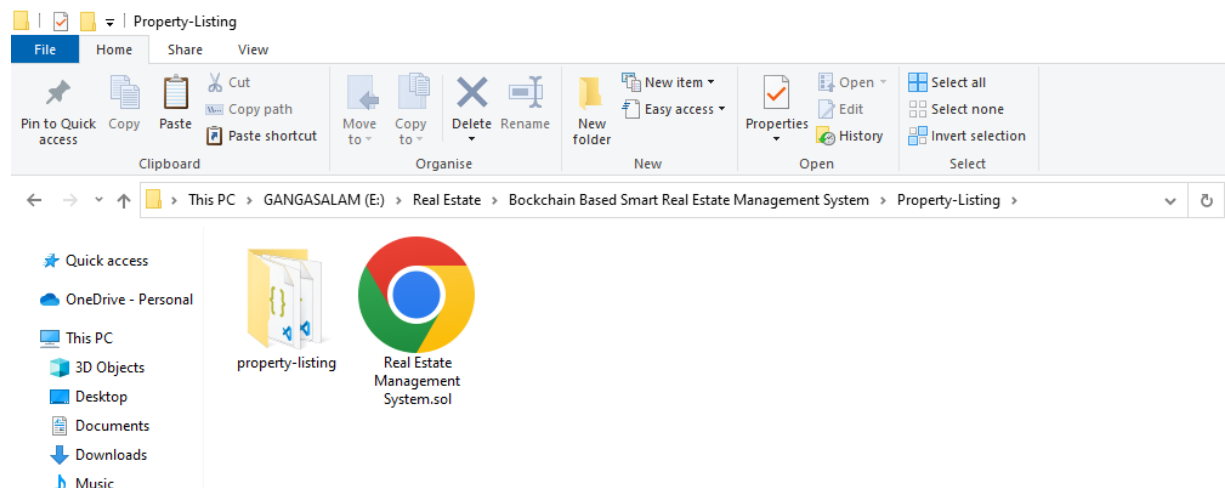 Property-Listing
File Home Share View
Pin to Quick access
Copy
Paste
Cut
Copy path
Paste shortcut
Clipboard
Move to
Copy to
Delete
Rename
Organise
New folder
New item
Easy access
New
Properties
Open
Edit
History
Open
Select all
Select none
Invert selection
Select
This PC > GANGASALAM (E:) > Real Estate > Bockchain Based Smart Real Estate Management System > Property-Listing >
Quick access
OneDrive - Personal
This PC
3D Objects
Desktop
Documents
Downloads
Music
property-listing
Real Estate
Management
System.sol